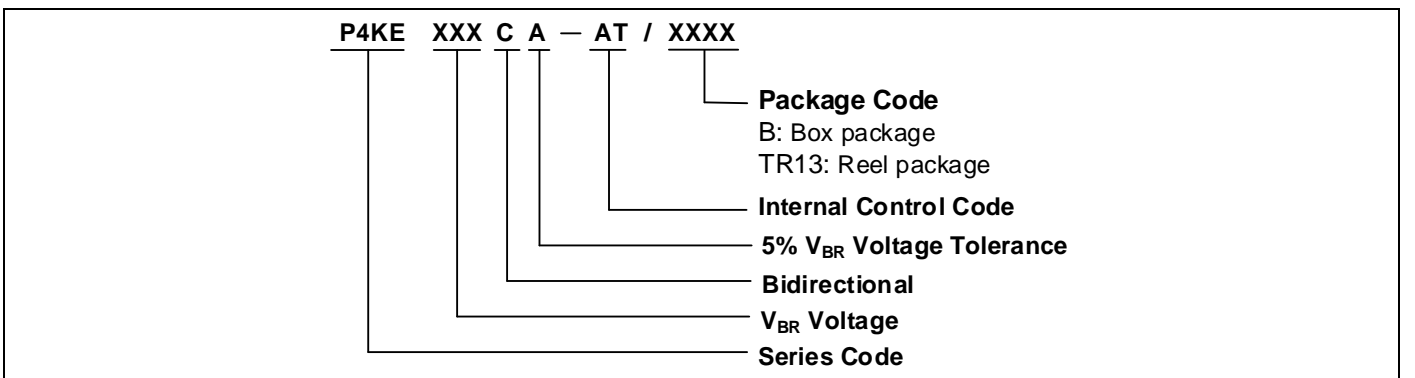 P4KE XXX C A — AT / XXXX
Package Code
B: Box package
TR13: Reel package
Internal Control Code
5% VBR Voltage Tolerance
Bidirectional
VBR Voltage
Series Code